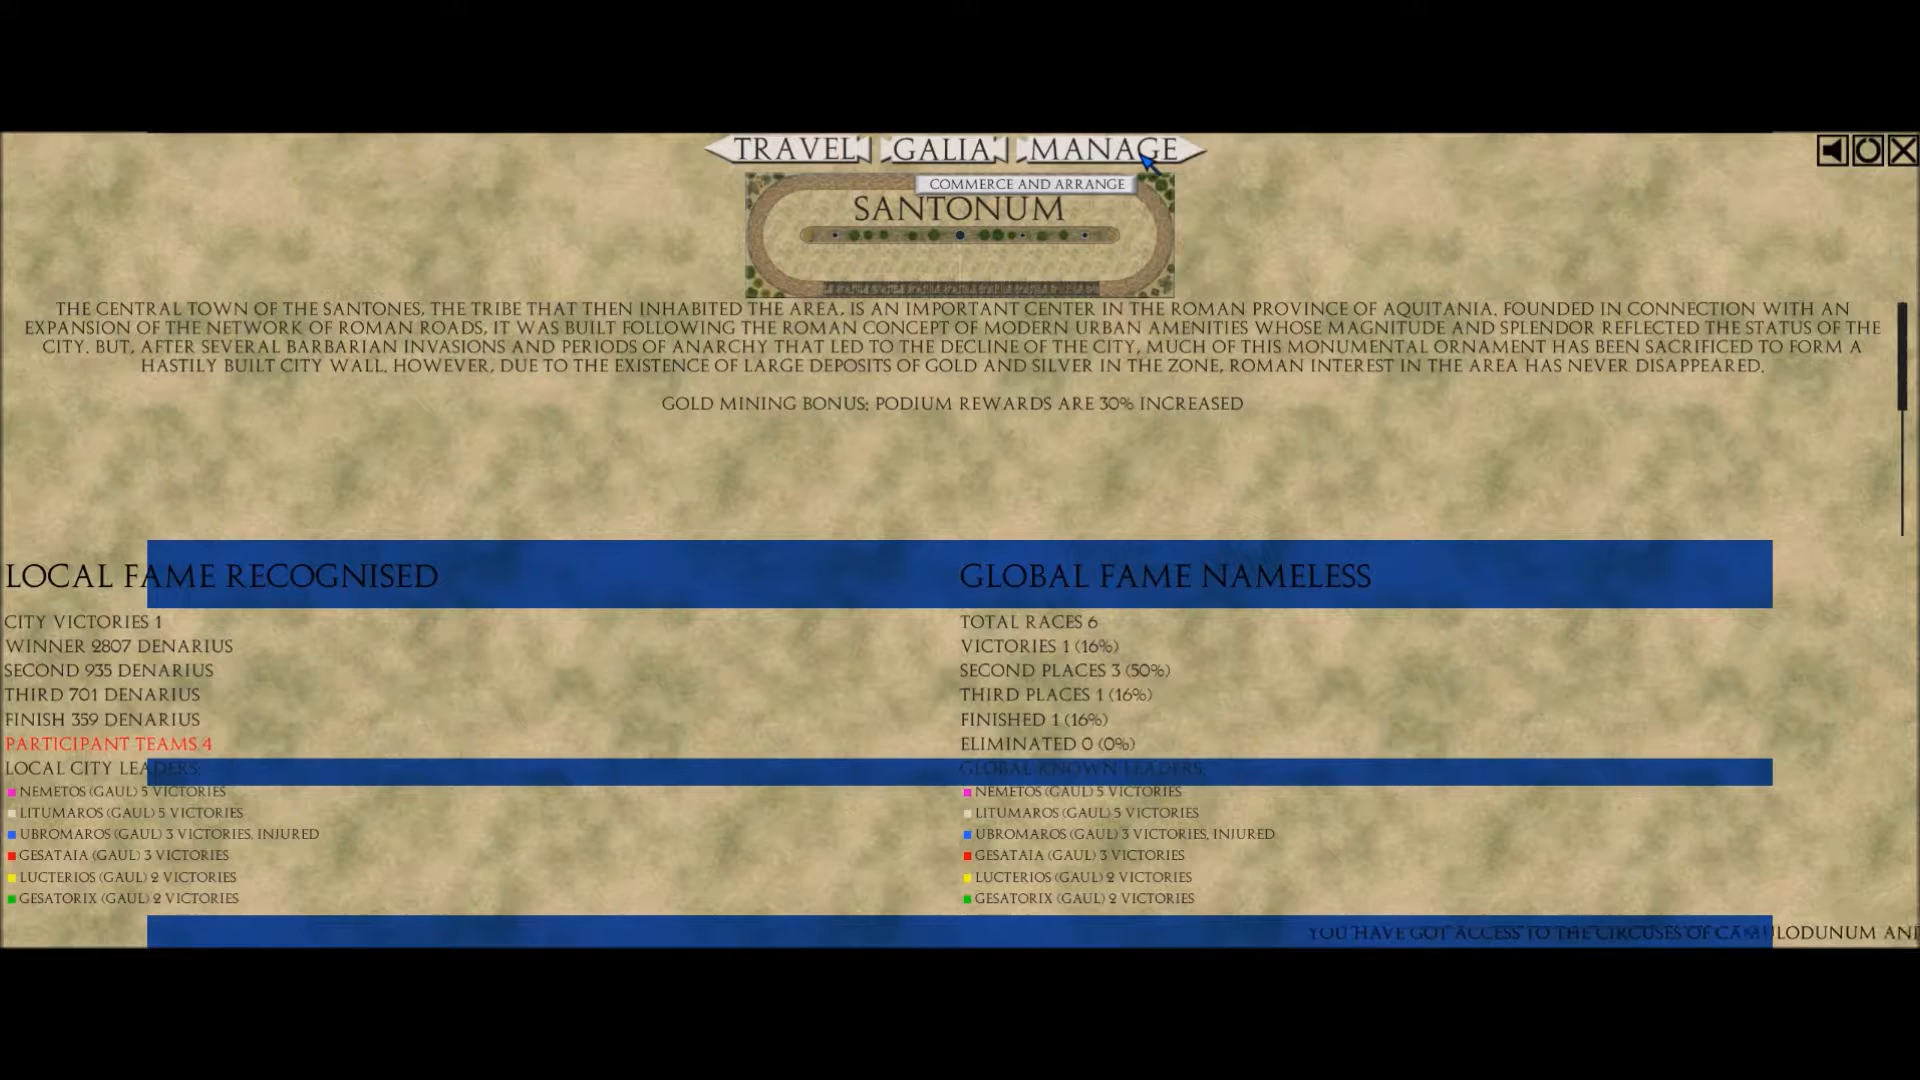 TRAVEL GALIA MANAGE
COMMERCE AND ARRANGE
SANTONUM
THE CENTRAL TOWN OF THE SANTONES, THE TRIBE THAT THEN INHABITED THE AREA, IS AN IMPORTANT CENTER IN THE ROMAN PROVINCE OF AQUITANIA. FOUNDED IN CONNECTION WITH AN
EXPANSION OF THE NETWORK OF ROMAN ROADS, IT WAS BUILT FOLLOWING THE ROMAN CONCEPT OF MODERN URBAN AMENITIES WHOSE MAGNITUDE AND SPLENDOR REFLECTED THE STATUS OF THE
CITY. BUT, AFTER SEVERAL BARBARIAN INVASIONS AND PERIODS OF ANARCHY THAT LED TO THE DECLINE OF THE CITY, MUCH OF THIS MONUMENTAL ORNAMENT HAS BEEN SACRIFICED TO FORM A
HASTILY BUILT CITY WALL. HOWEVER, DUE TO THE EXISTENCE OF LARGE DEPOSITS OF GOLD AND SILVER IN THE ZONE, ROMAN INTEREST IN THE AREA HAS NEVER DISAPPEARED.
GOLD MINING BONUS: PODIUM REWARDS ARE 30% INCREASED
LOCAL FAME RECOGNISED
CITY VICTORIES 1
WINNER 2807 DENARIUS
SECOND 935 DENARIUS
THIRD 701 DENARIUS
FINISH 359 DENARIUS
PARTICIPANT TEAMS 4
LOCAL CITY LEADERS:
NEMETOS (GAUL) 5 VICTORIES
LITUMAROS (GAUL) 5 VICTORIES
UBROMAROS (GAUL) 3 VICTORIES, INJURED
GESATAIA (GAUL) 3 VICTORIES
LUCTERIOS (GAUL) 2 VICTORIES
GESATORIX (GAUL) 2 VICTORIES
GLOBAL FAME NAMELESS
TOTAL RACES 6
VICTORIES 1 (16%)
SECOND PLACES 3 (50%)
THIRD PLACES 1 (16%)
FINISHED 1 (16%)
ELIMINATED 0 (0%)
GLOBAL KNOWN LEADERS:
NEMETOS (GAUL) 5 VICTORIES
LITUMAROS (GAUL) 5 VICTORIES
UBROMAROS (GAUL) 3 VICTORIES, INJURED
GESATAIA (GAUL) 3 VICTORIES
LUCTERIOS (GAUL) 2 VICTORIES
GESATORIX (GAUL) 2 VICTORIES
YOU HAVE GOT ACCESS TO THE CIRCUSES OF CAMULODUNUM AND